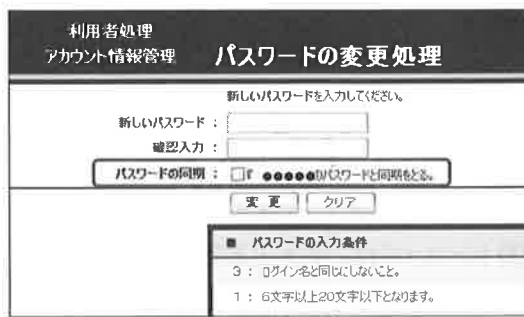 利用者処理
アカウント情報管理
パスワードの変更処理
新しいパスワードを入力してください。
新しいパスワード :
確認入力 :
パスワードの同期 : ●●●●●のパスワードと同期をとる。
変 更 クリア
■ パスワードの入力条件
3 : ログイン名と同じにしないこと。
1 : 6文字以上20文字以下となります。